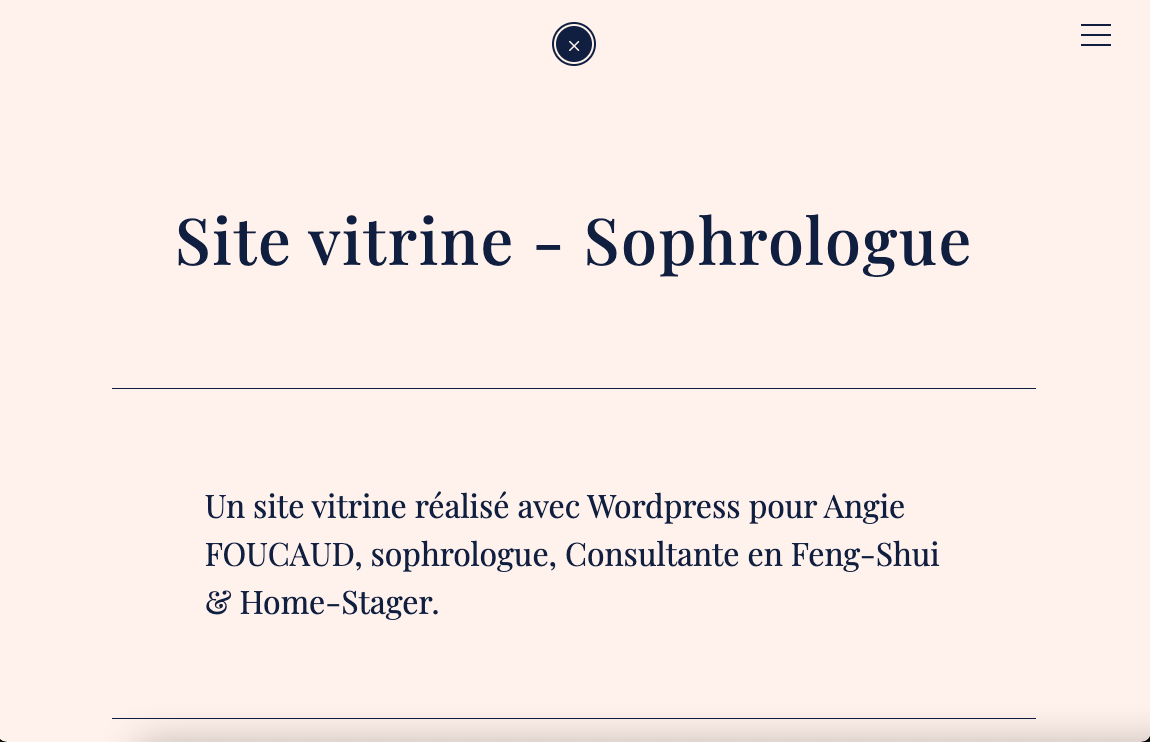 Site vitrine - Sophrologue
Un site vitrine réalisé avec Wordpress pour Angie
FOUCAUD, sophrologue, Consultante en Feng-Shui
& Home-Stager.